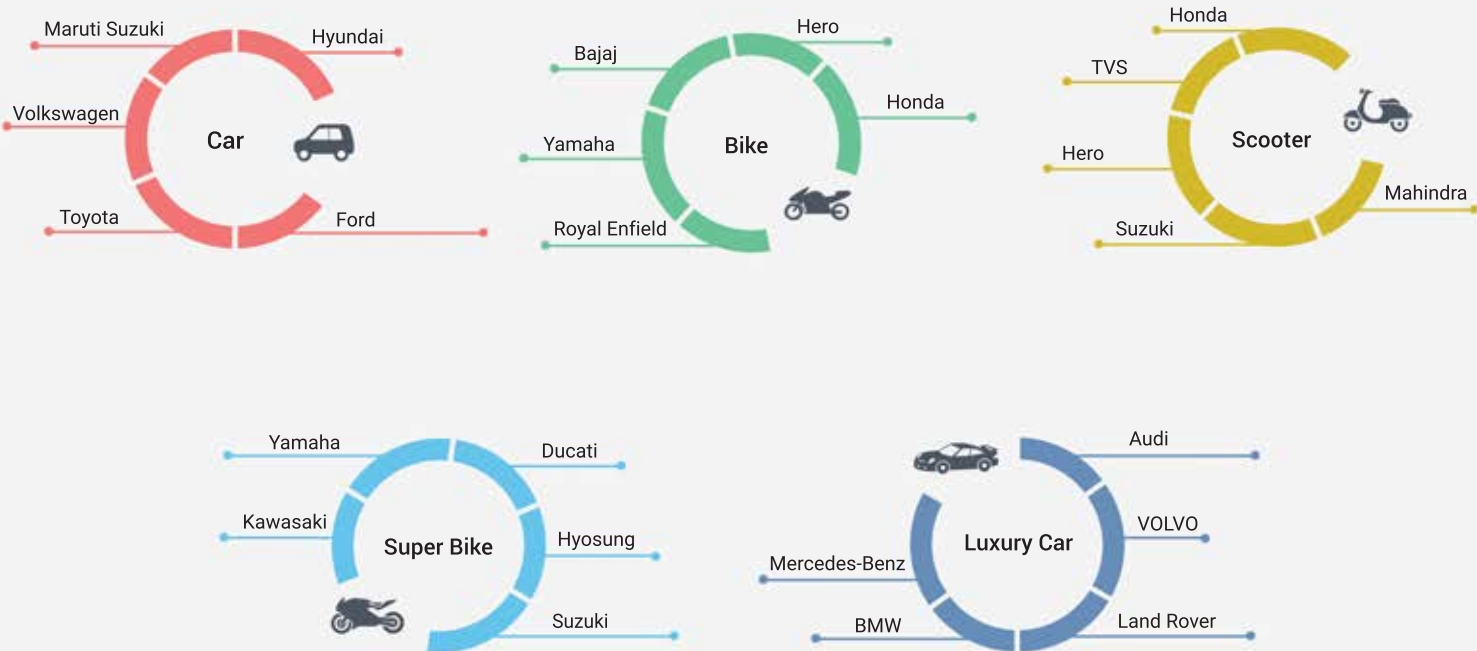 Maruti Suzuki
Hyundai
Volkswagen
Car
Toyota
Ford
Hero
Bajaj
Honda
Yamaha
Bike
Royal Enfield
Honda
TVS
Hero
Scooter
Mahindra
Suzuki
Yamaha
Ducati
Kawasaki
Hyosung
Super Bike
Suzuki
Audi
VOLVO
Luxury Car
Mercedes-Benz
BMW
Land Rover